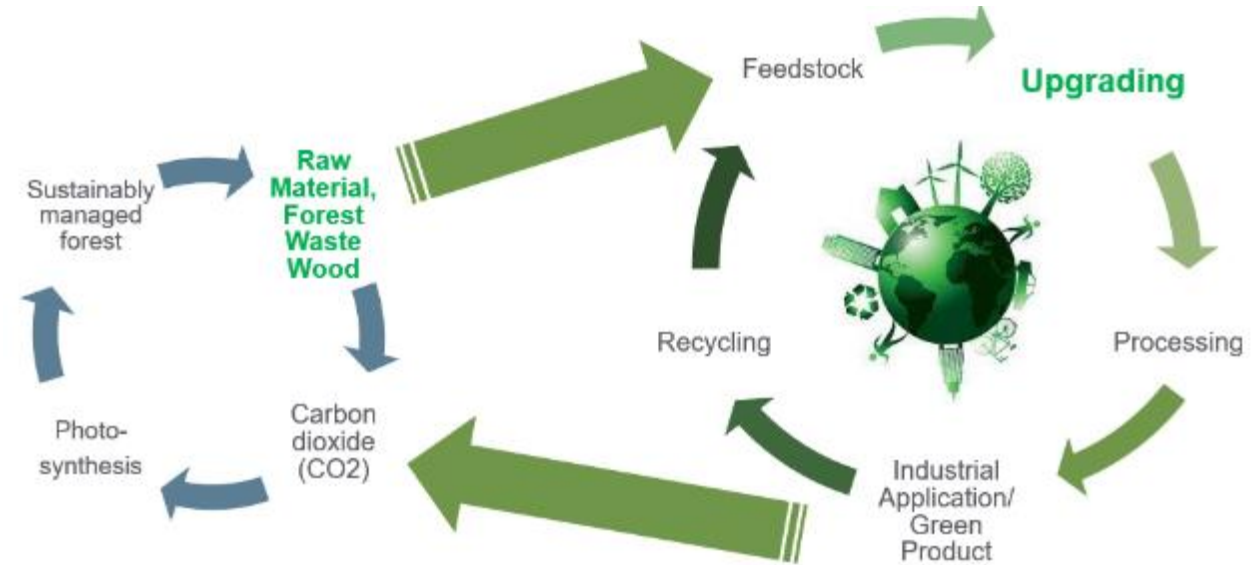 Feedstock
Upgrading
Raw
Material,
Forest
Waste
Wood
Sustainably
managed
forest
Recycling
Processing
Carbon
dioxide
(CO2)
Photo-
synthesis
Industrial
Application/
Green
Product